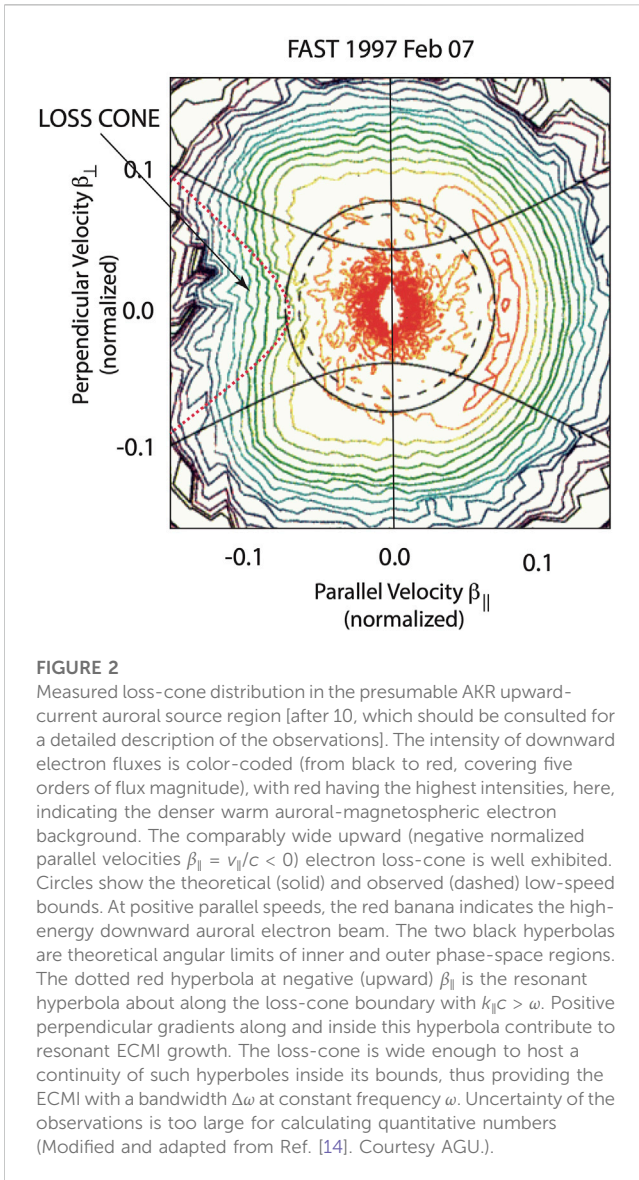 FAST 1997 Feb 07
LOSS CONE
0.1
0.0
-0.1
Perpendicular Velocity β⊥
(normalized)
-0.1
0.0
0.1
Parallel Velocity β||
(normalized)
FIGURE 2
Measured loss-cone distribution in the presumable AKR upward-
current auroral source region [after 10, which should be consulted for
a detailed description of the observations]. The intensity of downward
electron fluxes is color-coded (from black to red, covering five
orders of flux magnitude), with red having the highest intensities, here,
indicating the denser warm auroral-magnetospheric electron
background. The comparably wide upward (negative normalized
parallel velocities β|| = v||/c < 0) electron loss-cone is well exhibited.
Circles show the theoretical (solid) and observed (dashed) low-speed
bounds. At positive parallel speeds, the red banana indicates the high-
energy downward auroral electron beam. The two black hyperbolas
are theoretical angular limits of inner and outer phase-space regions.
The dotted red hyperbola at negative (upward) β|| is the resonant
hyperbola about along the loss-cone boundary with k||c > ω. Positive
perpendicular gradients along and inside this hyperbola contribute to
resonant ECMI growth. The loss-cone is wide enough to host a
continuity of such hyperboles inside its bounds, thus providing the
ECMI with a bandwidth Δω at constant frequency ω. Uncertainty of the
observations is too large for calculating quantitative numbers
(Modified and adapted from Ref. [14]. Courtesy AGU.).